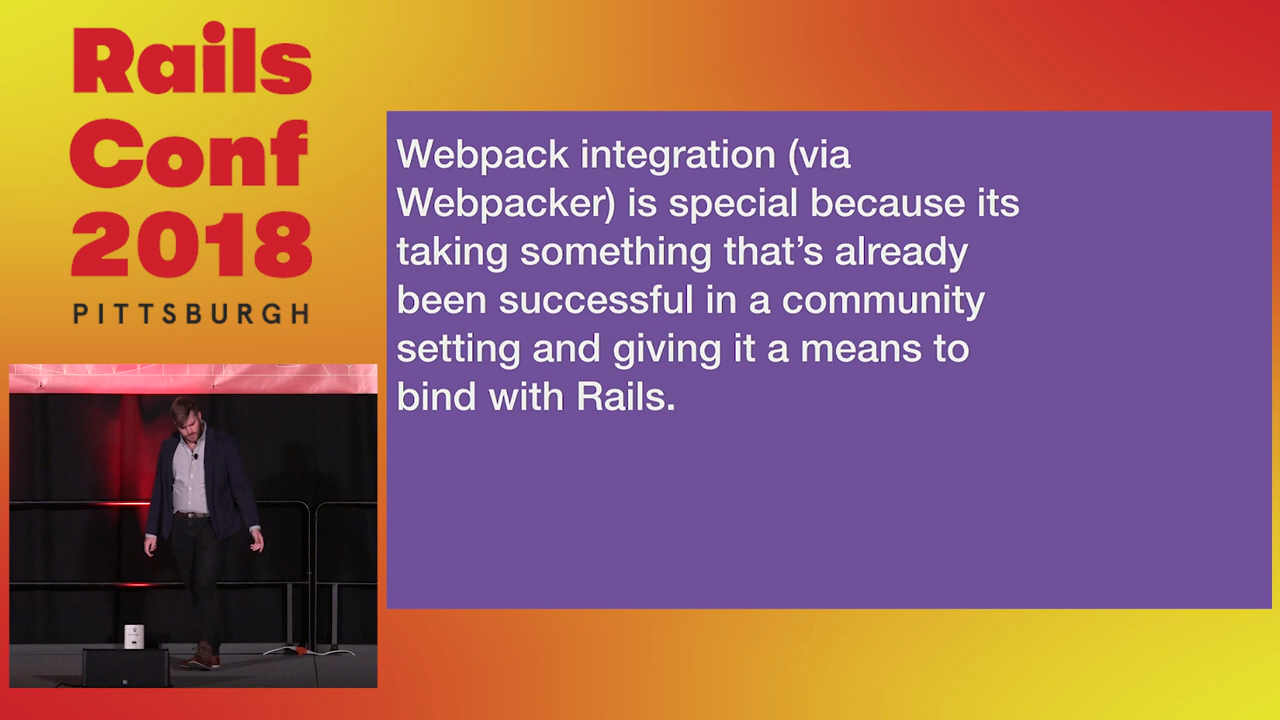 Rails
Conf
2018
PITTSBURGH
Webpack integration (via
Webpacker) is special because its
taking something that’s already
been successful in a community
setting and giving it a means to
bind with Rails.